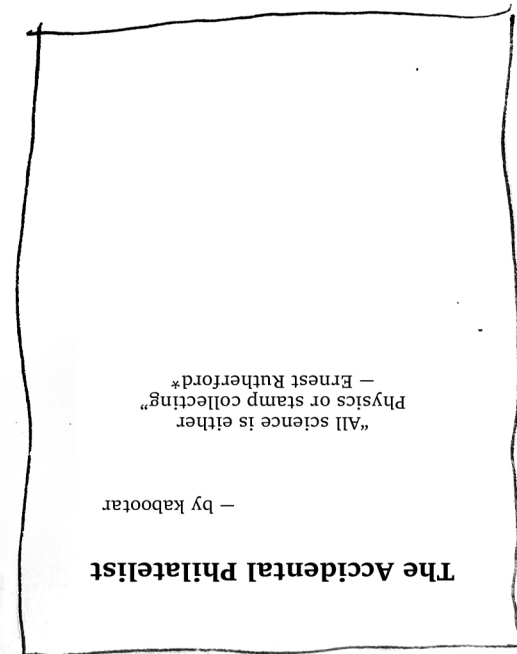 The Accidental Philatelist
— by kabootar
“All science is either
Physics or stamp collecting”
— Ernest Rutherford*